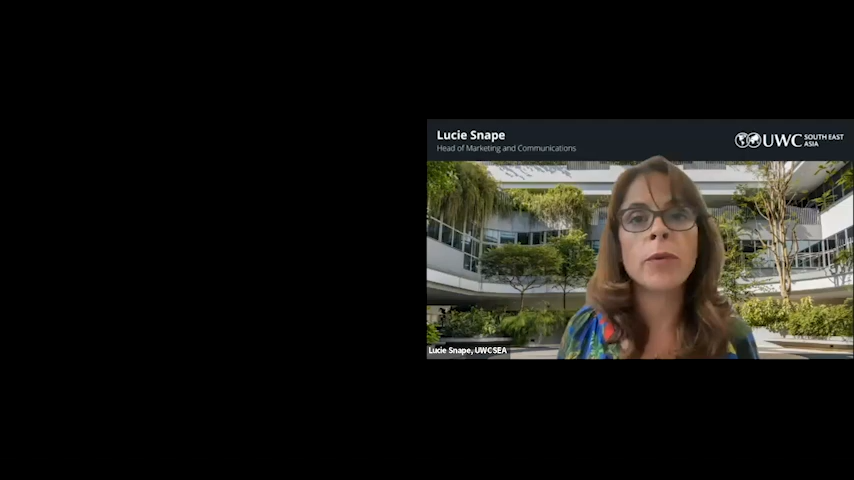 Lucie Snape
Head of Marketing and Communications
UWC SOUTH EAST ASIA
Lucie Snape, UWCSEA